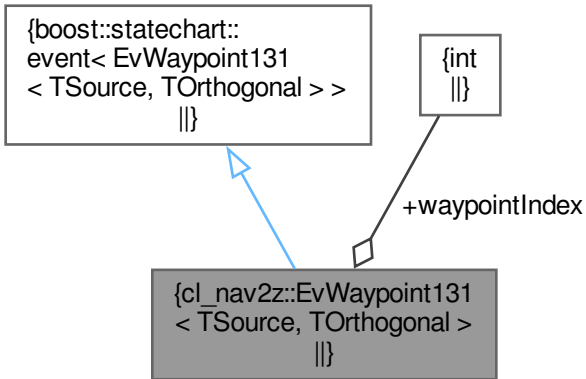 {boost::statechart::
event< EvWaypoint131
< TSource, TOrthogonal > >
||}
{int
||}
+waypointIndex
{cl_nav2z::EvWaypoint131
< TSource, TOrthogonal >
||}